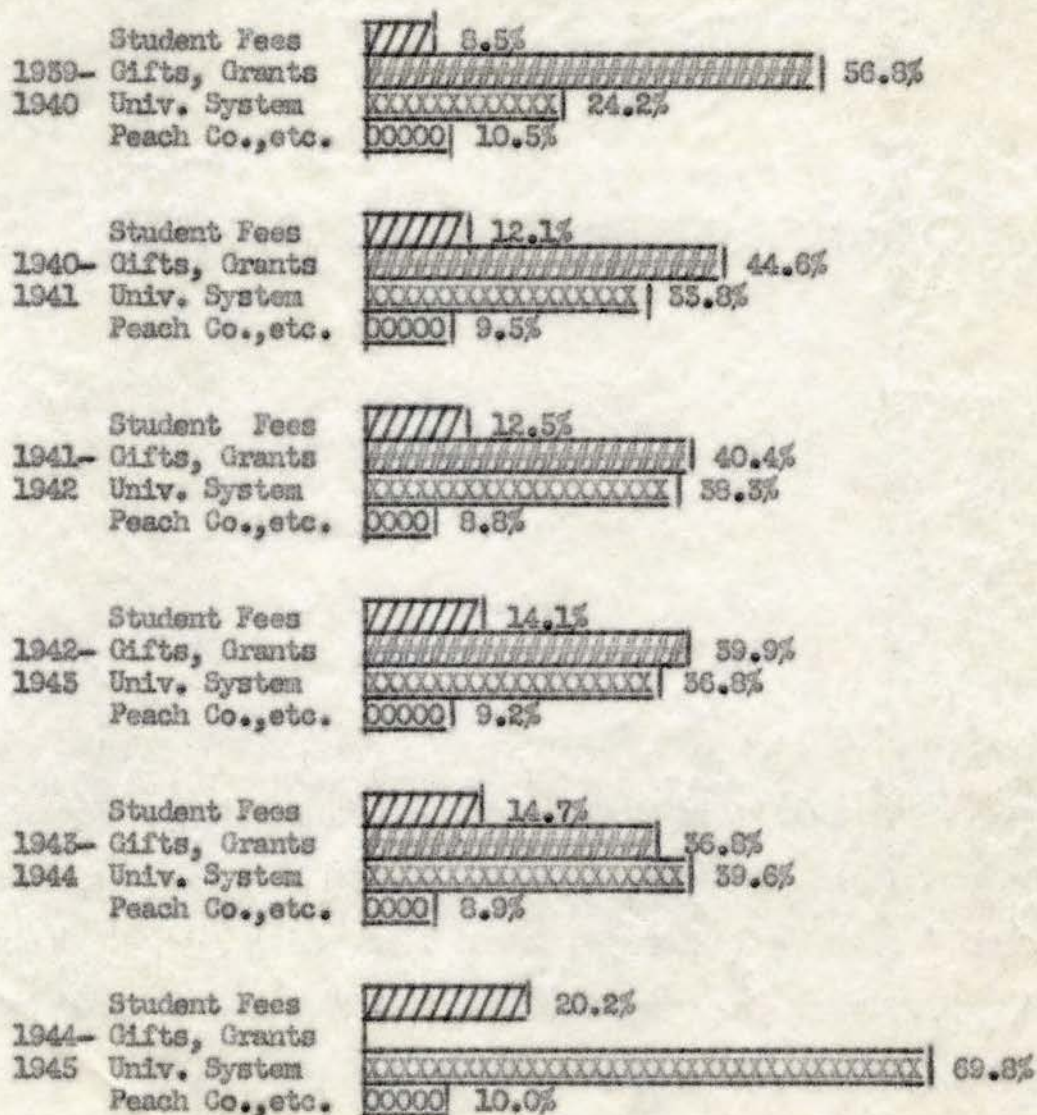 Student Fees 8.5%
1939- Gifts, Grants 56.8%
1940 Univ. System 24.2%
Peach Co.,etc. 10.5%
Student Fees 12.1%
1940- Gifts, Grants 44.6%
1941 Univ. System 33.8%
Peach Co.,etc. 9.5%
Student Fees 12.5%
1941- Gifts, Grants 40.4%
1942 Univ. System 38.3%
Peach Co.,etc. 8.8%
Student Fees 14.1%
1942- Gifts, Grants 39.9%
1943 Univ. System 36.8%
Peach Co.,etc. 9.2%
Student Fees 14.7%
1943- Gifts, Grants 36.8%
1944 Univ. System 39.6%
Peach Co.,etc. 8.9%
Student Fees 20.2%
1944- Gifts, Grants
1945 Univ. System 69.8%
Peach Co.,etc. 10.0%